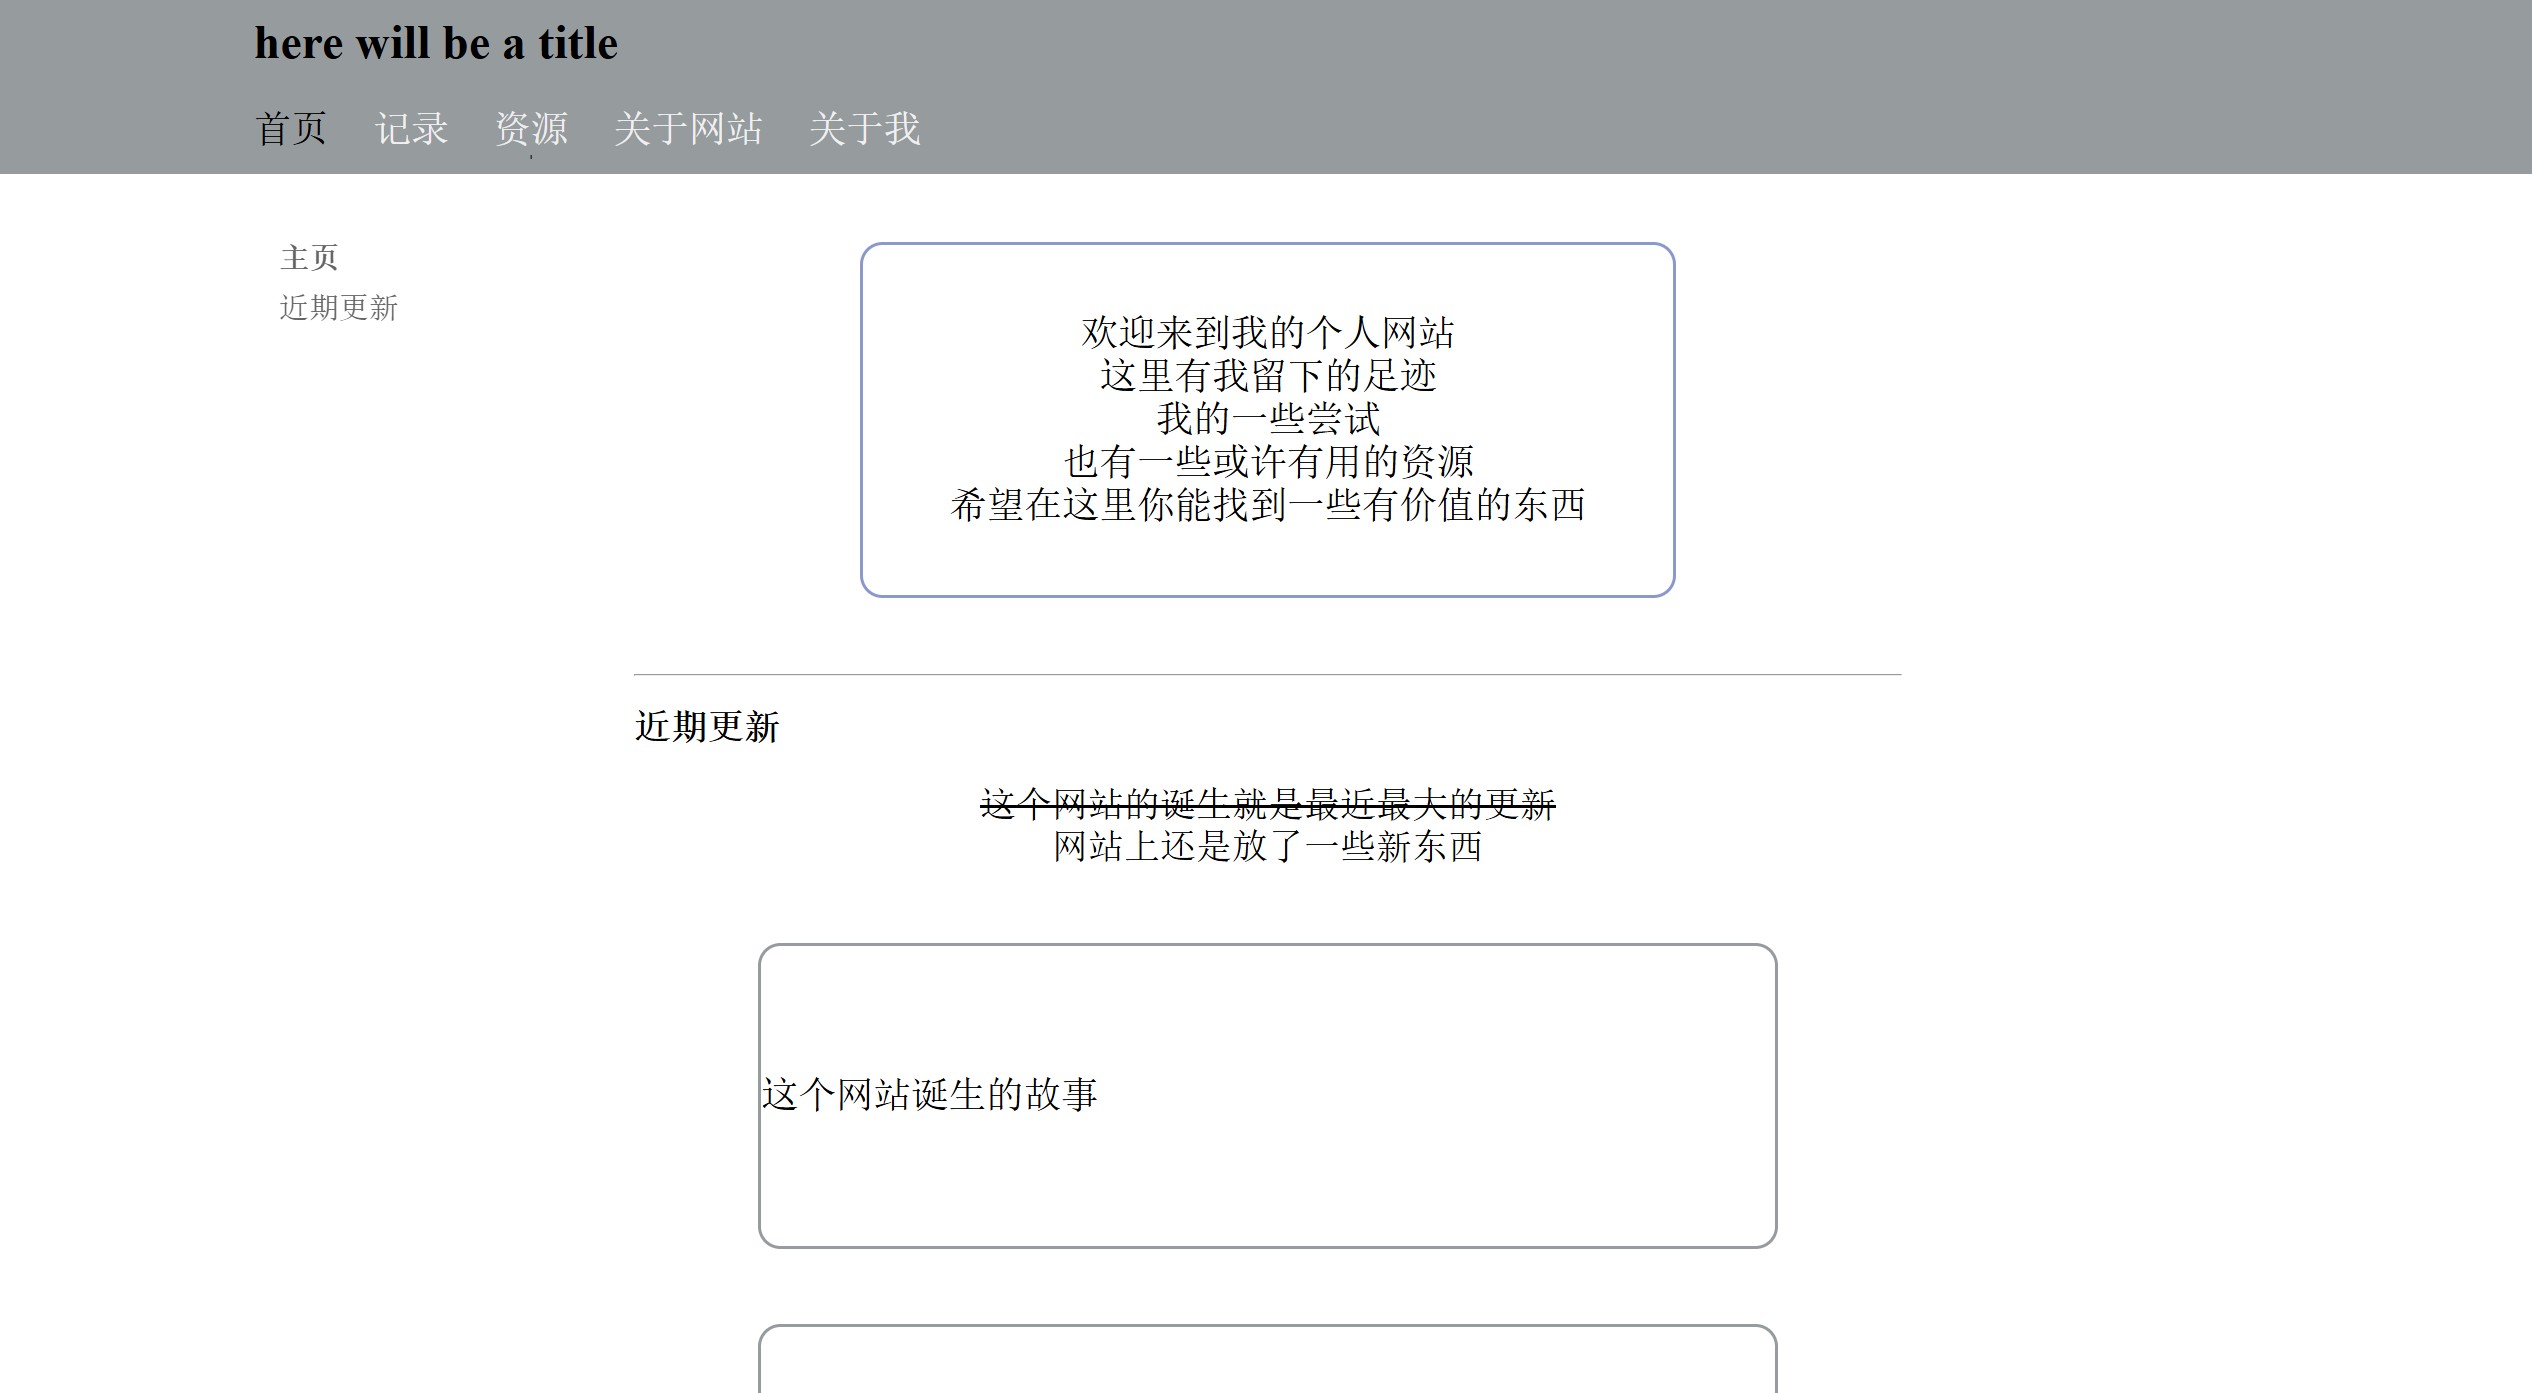 here will be a title
首页 记录 资源 关于网站 关于我
主页
近期更新
欢迎来到我的个人网站
这里有我留下的足迹
我的一些尝试
也有一些或许有用的资源
希望在这里你能找到一些有价值的东西
近期更新
这个网站的诞生就是最近最大的更新
网站上还是放了一些新东西
这个网站诞生的故事